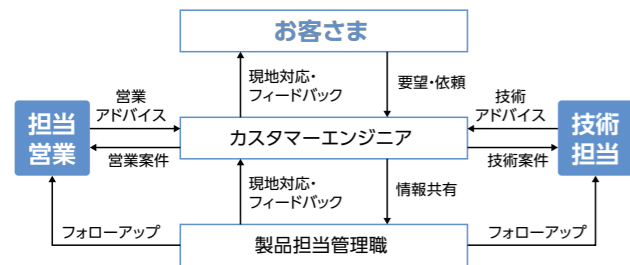 お客さま
現地対応・
フィードバック
要望・依頼
営業
アドバイス
技術
アドバイス
担当
営業
カスタマーエンジニア
技術
担当
営業案件
技術案件
現地対応・
フィードバック
情報共有
フォローアップ
製品担当管理職
フォローアップ